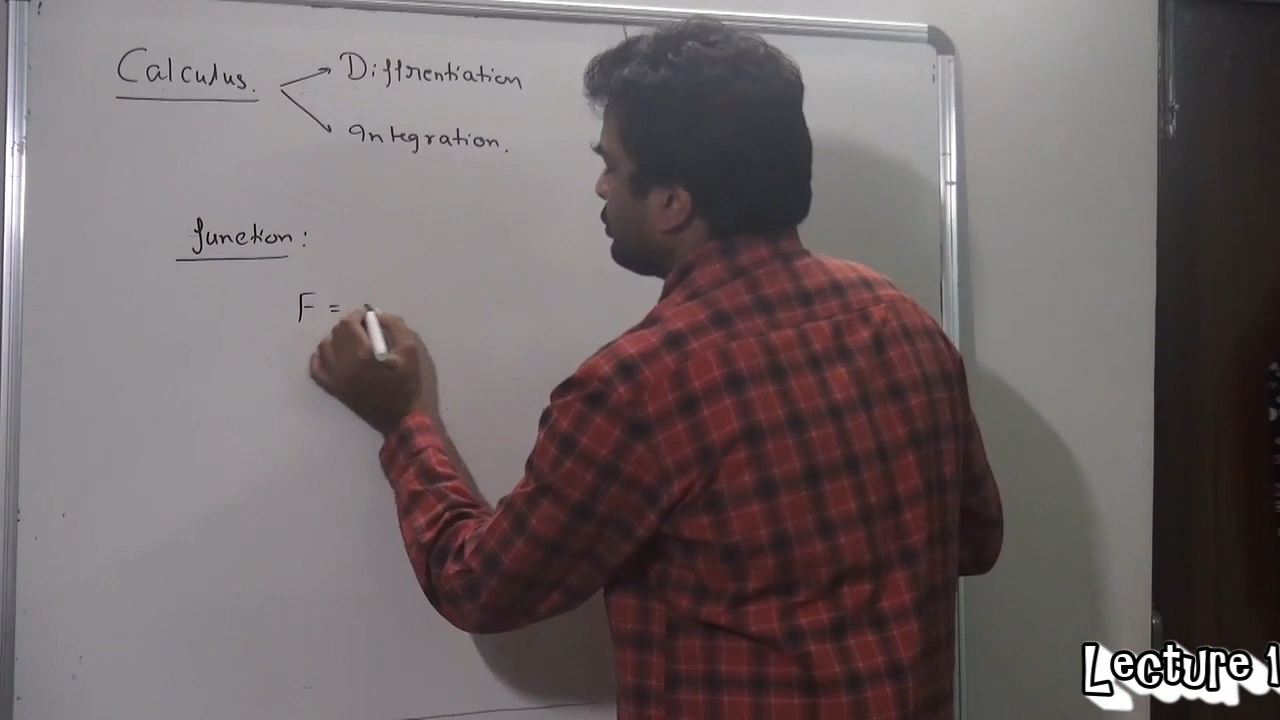 Calculus.
Diffrentiation
Integration.
function:
F =
Lecture 1